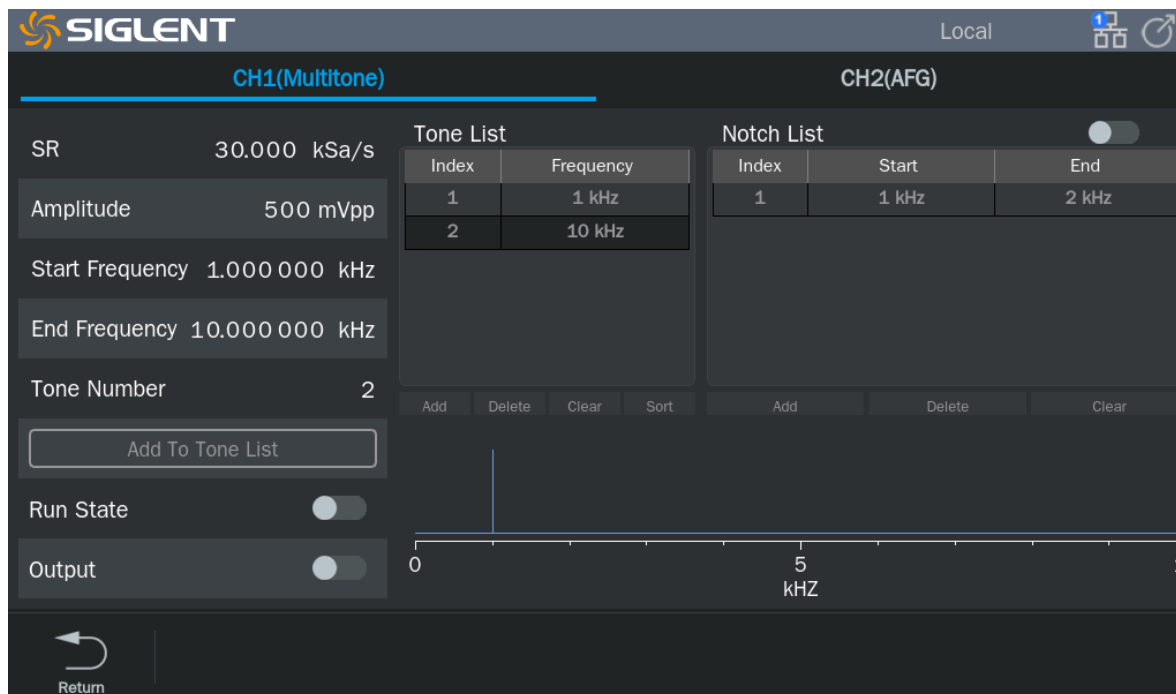 SIGLENT
Local
1
CH1(Multitone)
CH2(AFG)
SR 30.000 kSa/s
Amplitude 500 mVpp
Start Frequency 1.000 000 kHz
End Frequency 10.000 000 kHz
Tone Number 2
Add To Tone List
Run State
Output
Tone List
Index Frequency
1 1 kHz
2 10 kHz
Add Delete Clear Sort
Notch List
Index Start End
1 1 kHz 2 kHz
Add Delete Clear
0 5
kHZ
Return